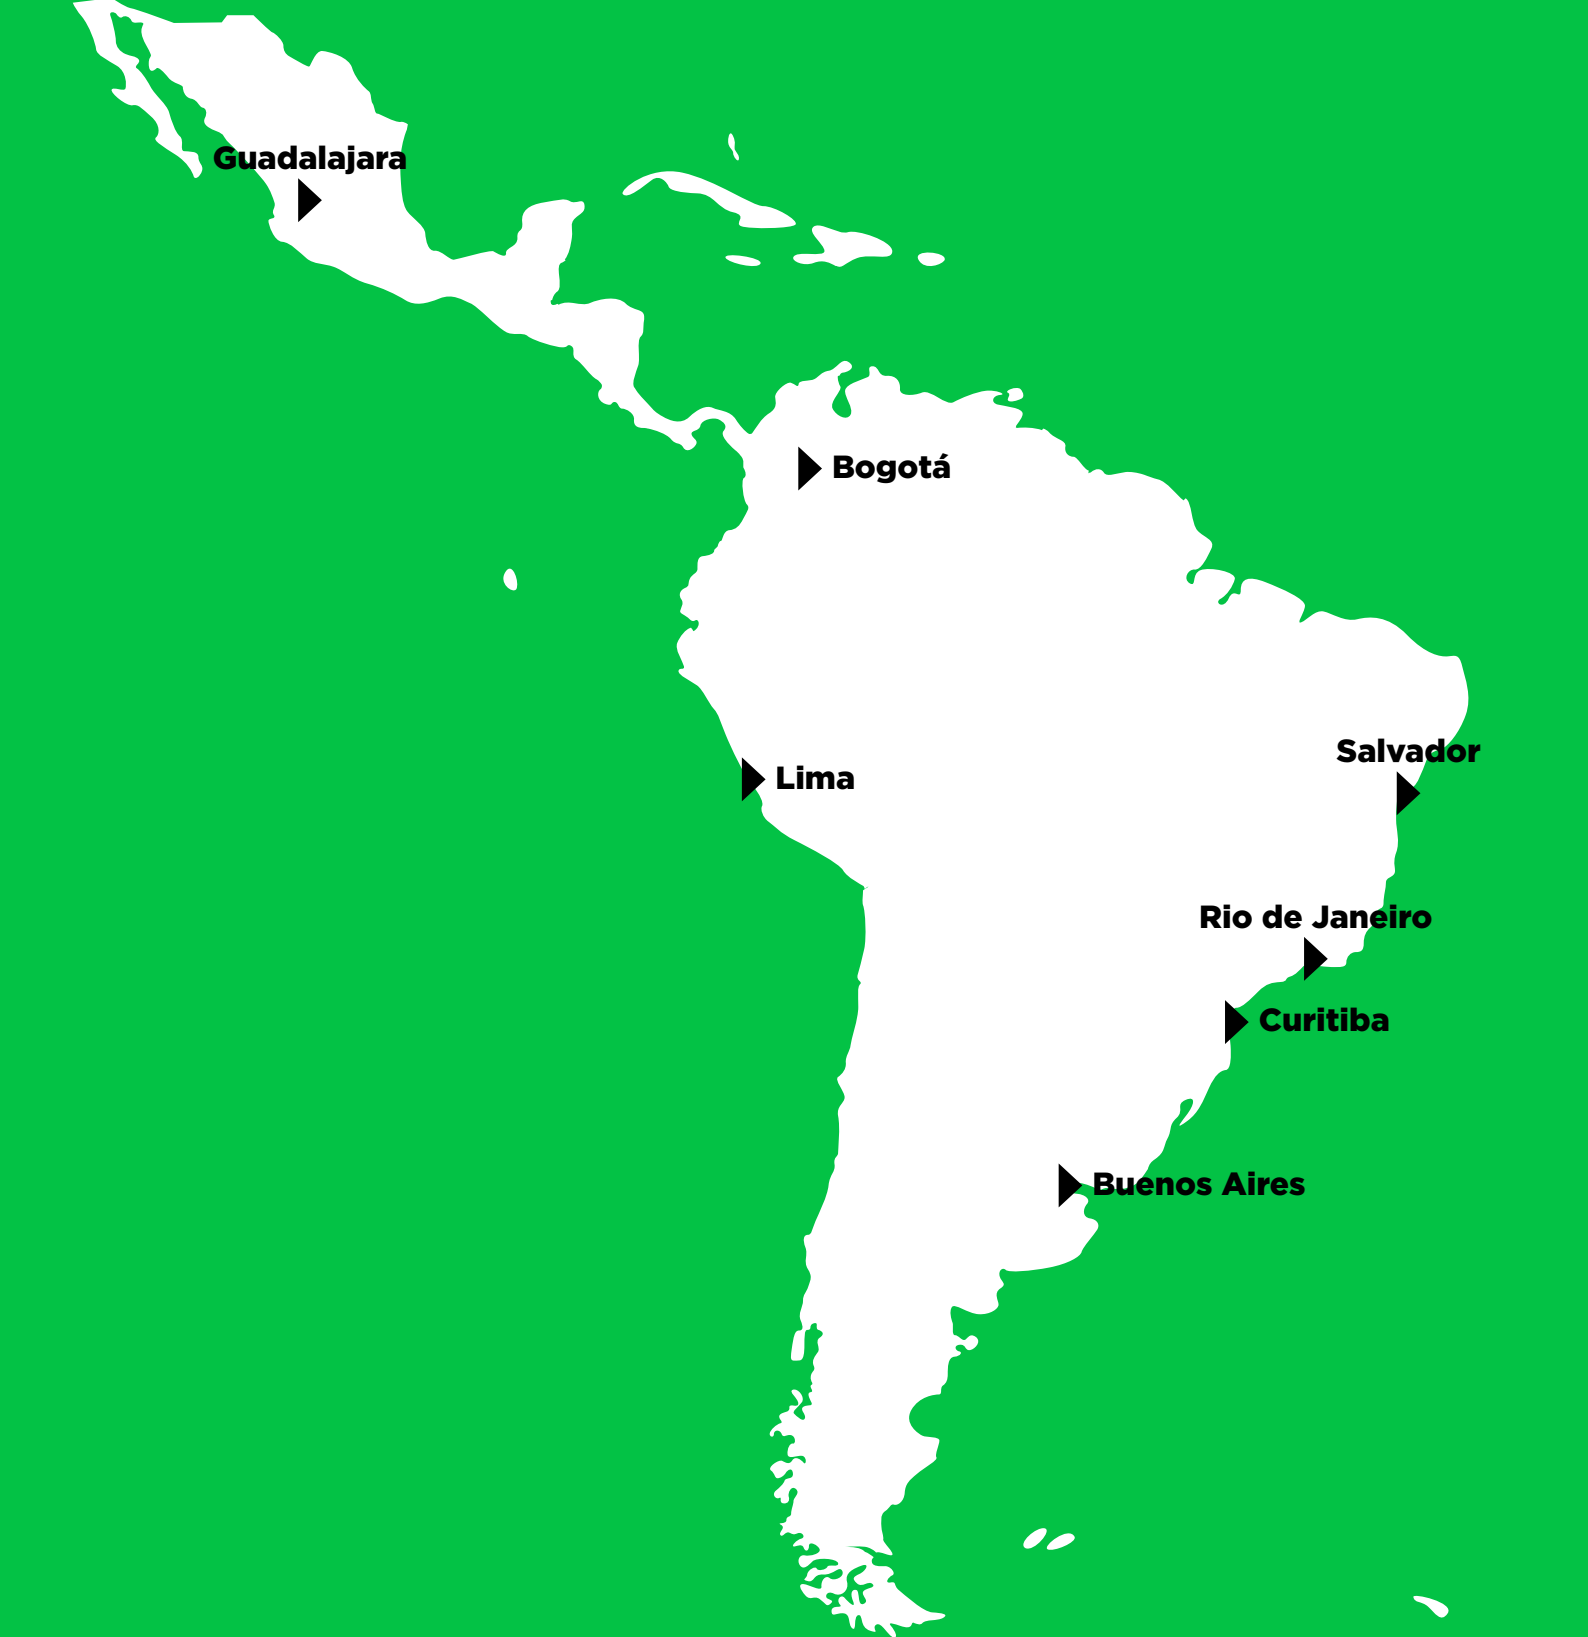 Guadalajara
Bogotá
Salvador
Lima
Rio de Janeiro
Curitiba
Buenos Aires